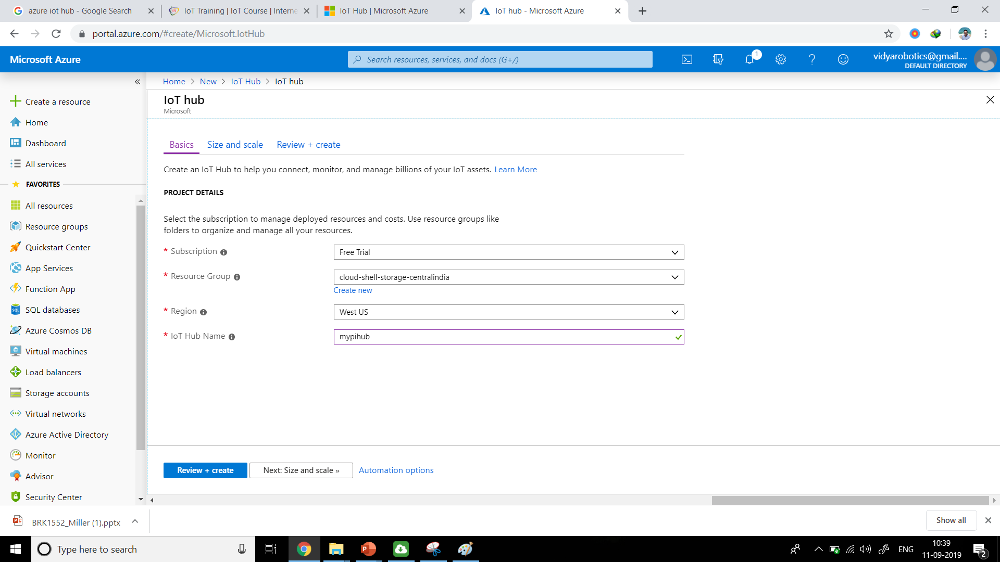 azure iot hub - Google Search
IoT Training | IoT Course | Interne
IoT Hub | Microsoft Azure
IoT hub - Microsoft Azure
portal.azure.com/#create/Microsoft.IotHub
Microsoft Azure
Search resources, services, and docs (G+/)
1
vidyarobotics@gmail....
DEFAULT DIRECTORY
Home > New > IoT Hub > IoT hub
IoT hub
Microsoft
Create a resource
Home
Dashboard
All services
FAVORITES
All resources
Resource groups
Quickstart Center
App Services
Function App
SQL databases
Azure Cosmos DB
Virtual machines
Load balancers
Storage accounts
Virtual networks
Azure Active Directory
Monitor
Advisor
Security Center
Basics
Size and scale
Review + create
Create an IoT Hub to help you connect, monitor, and manage billions of your IoT assets. Learn More
PROJECT DETAILS
Select the subscription to manage deployed resources and costs. Use resource groups like
folders to organize and manage all your resources.
* Subscription
Free Trial
* Resource Group
cloud-shell-storage-centralindia
Create new
* Region
West US
* IoT Hub Name
mypihub
Review + create
Next: Size and scale »
Automation options
BRK1552_Miller (1).pptx
Show all
Type here to search
ENG
10:39
11-09-2019
2